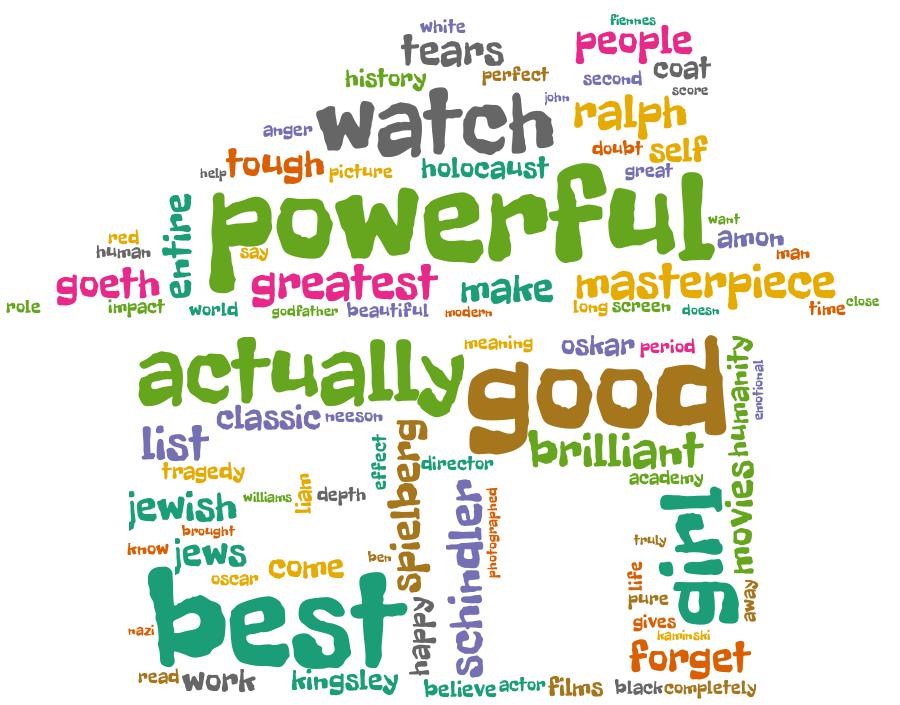 fiennes
white
people
tears
coat
history
perfect
second
score
watch
john
ralph
anger
doubt
self
tough
holocaust
help
picture
great
powerful
entire
want
red
say
amon
human
man
goeth
greatest
make
masterpiece
role
impact
world
godfather
beautiful
modern
long
screen
doesn
time
close
actually
meaning
oskar
period
good
humanity
emotional
classic
neeson
list
spielberg
brilliant
effect
director
tragedy
movies
academy
liam
depth
williams
jewish
schindler
photographed
girl
brought
truly
know
jews
ben
come
oscar
best
life
pure
away
happy
gives
nazi
kaminski
forget
read
work
kingsley
believe
actor
films
black
completely